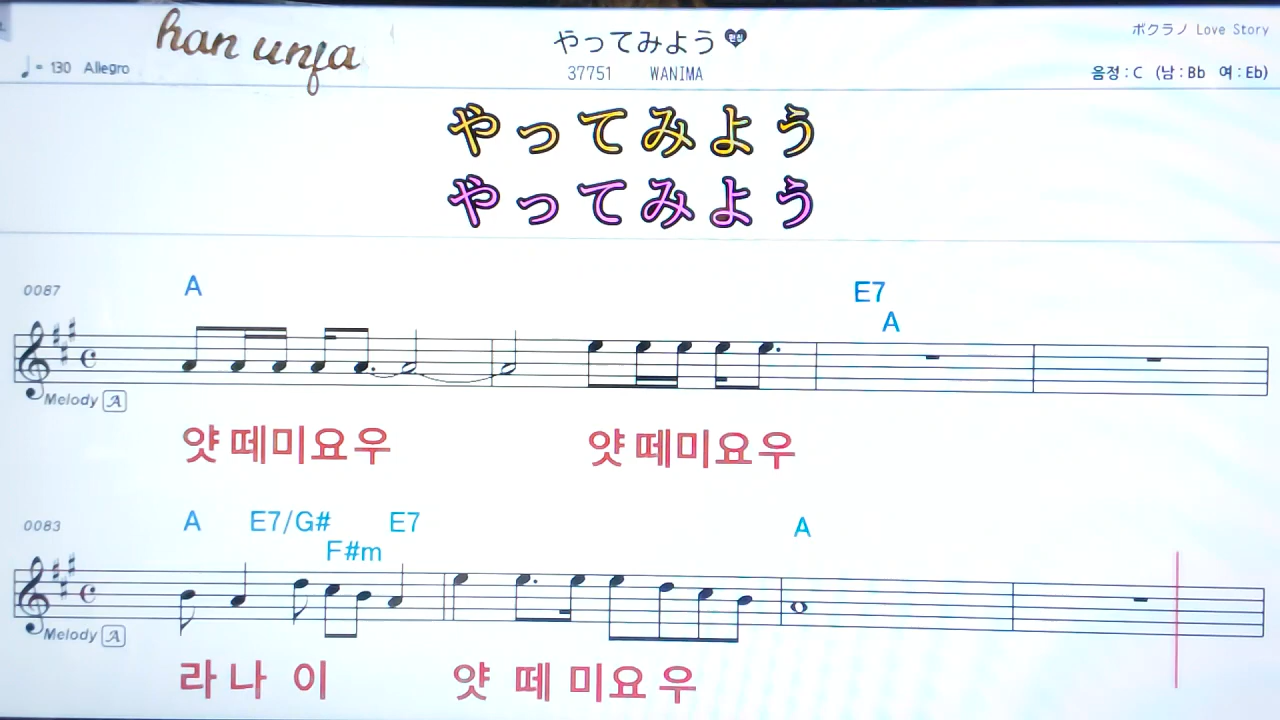 han unja
やってみよう
ボクラノ Love Story
♩= 130 Allegro
37751 WANIMA
음정 : C (남 : Bb 여 : Eb)
やってみよう
やってみよう
0087
A
E7
A
Melody A
얏 떼미요우 얏 떼미요우
0083
A E7/G# E7 A
F#m
Melody A
라 나 이 얏 떼 미요 우